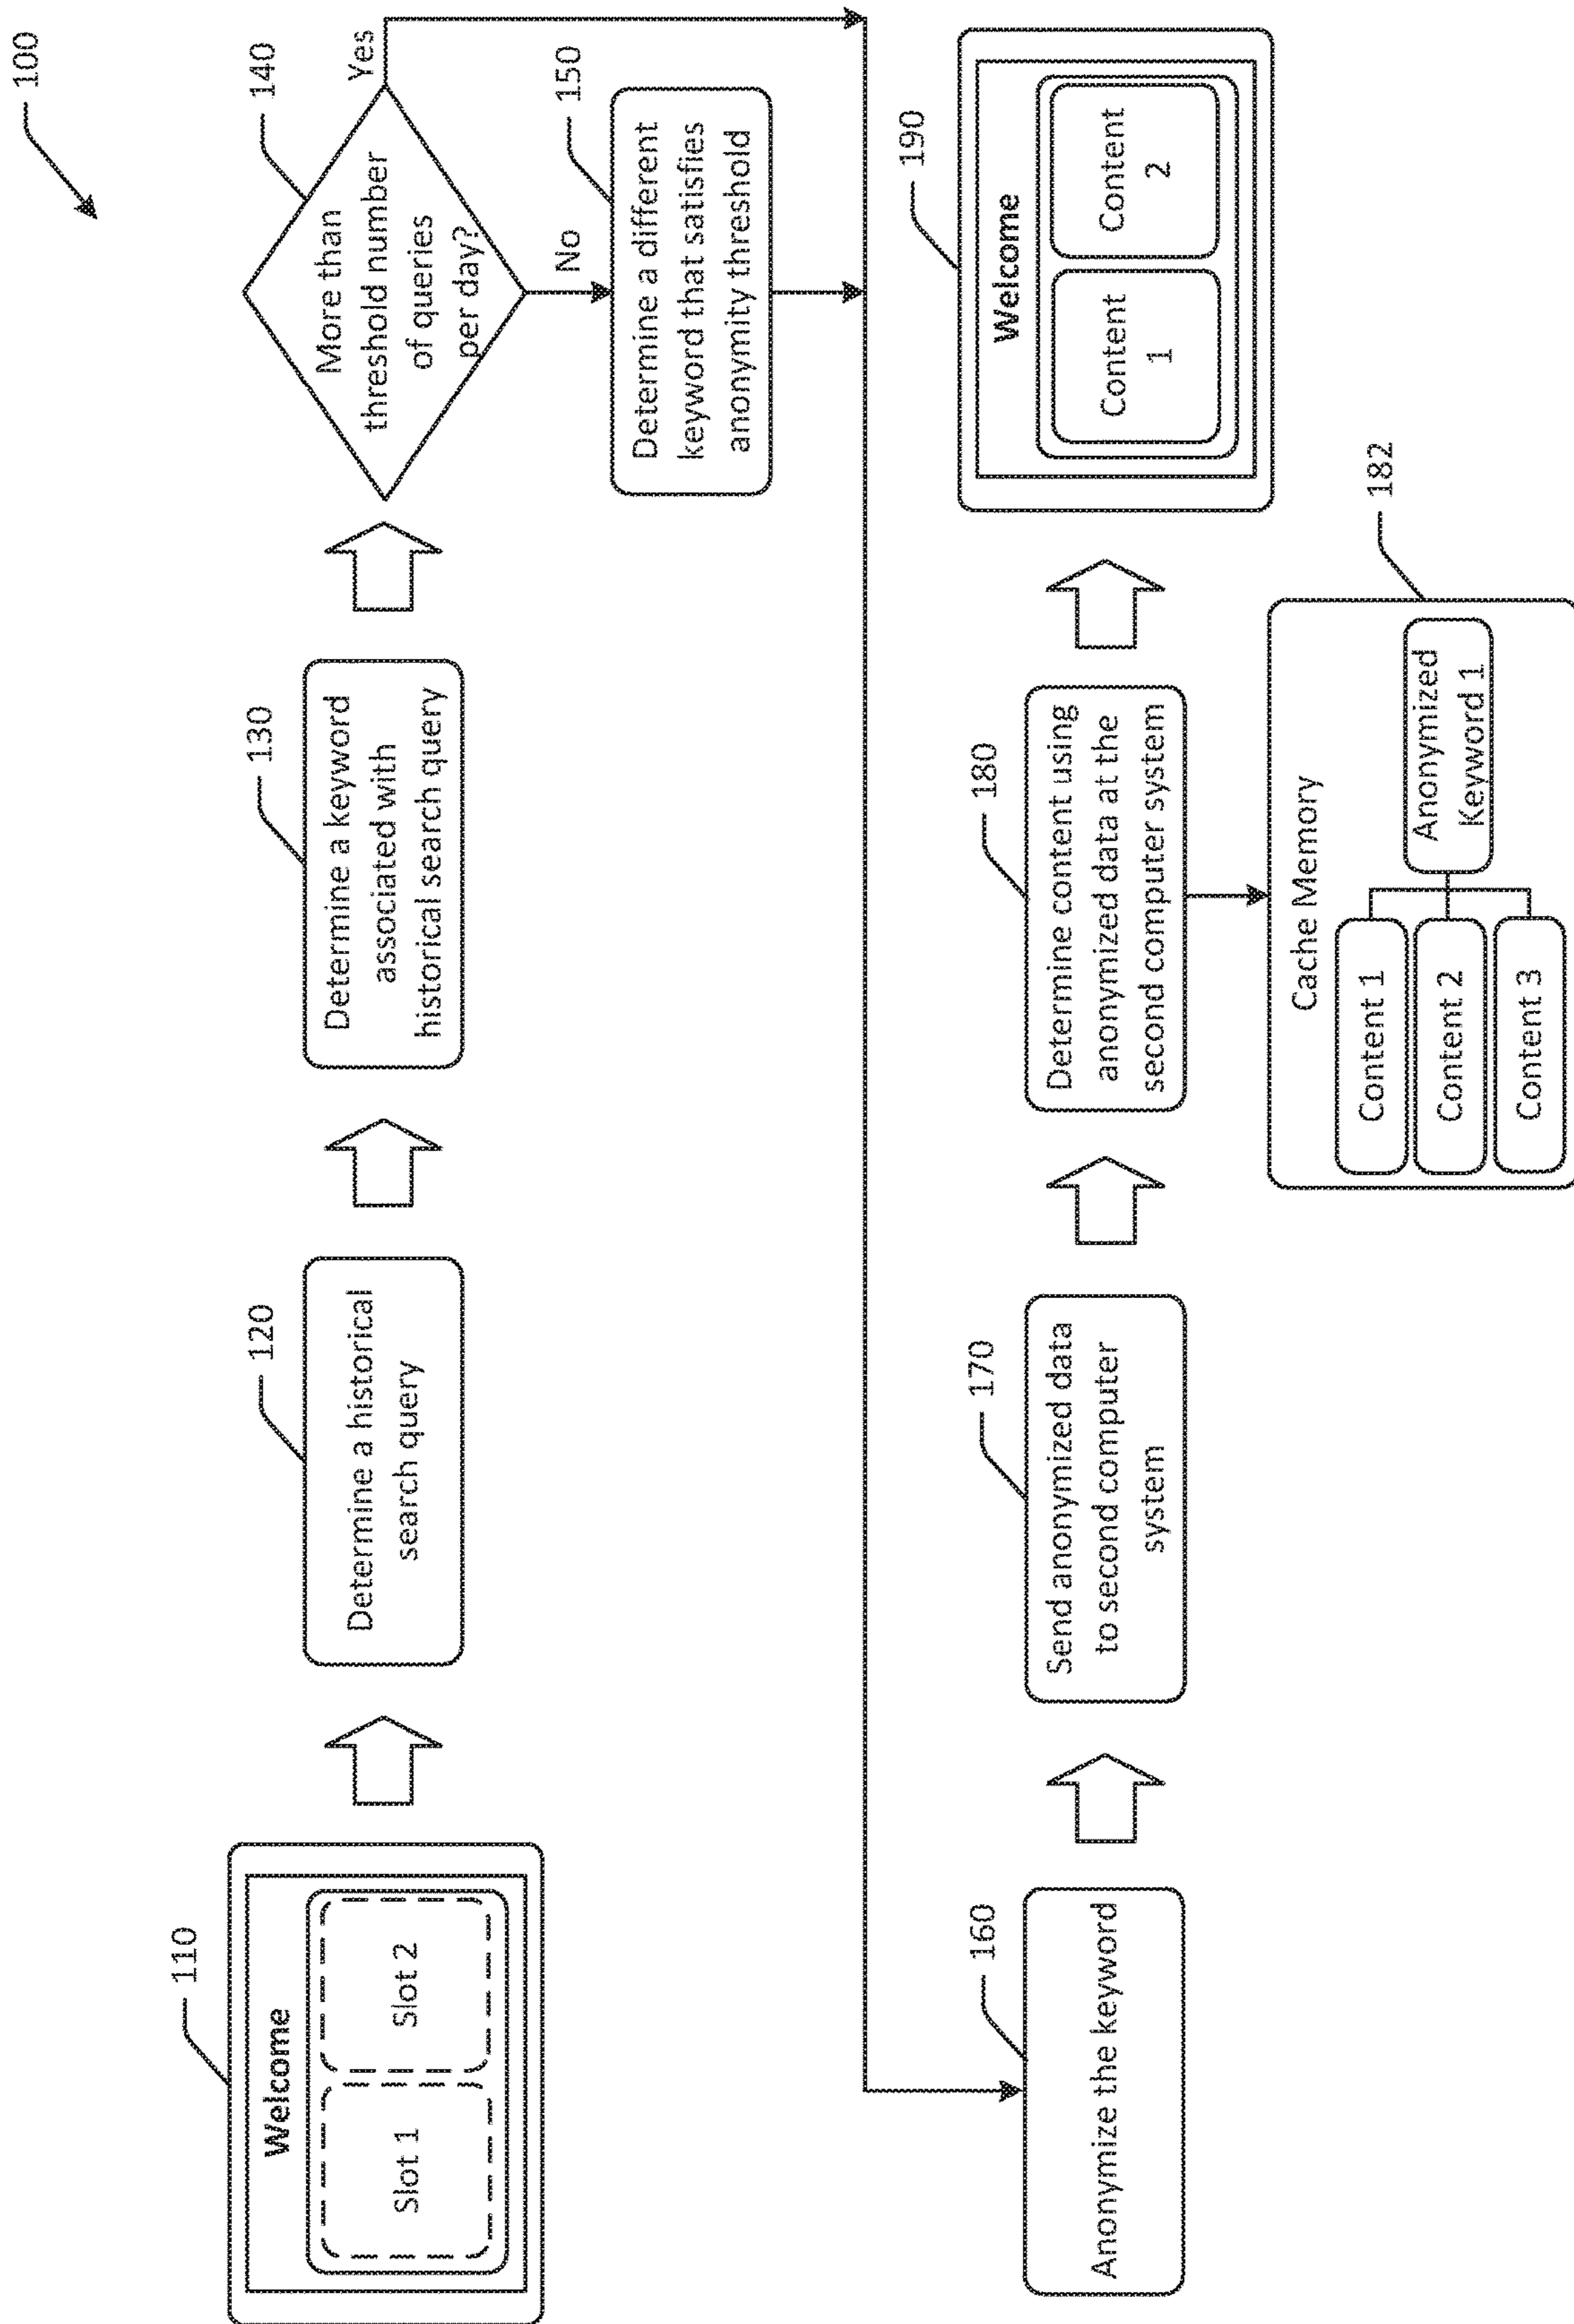 100
110
Welcome
Slot 1
Slot 2
120
Determine a historical
search query
130
Determine a keyword
associated with
historical search query
140
More than
threshold number
of queries
per day?
Yes
No
150
Determine a different
keyword that satisfies
anonymity threshold
160
Anonymize the keyword
170
Send anonymized data
to second computer
system
180
Determine content using
anonymized data at the
second computer system
182
Cache Memory
Content 1
Content 2
Content 3
Anonymized
Keyword 1
190
Welcome
Content
1
Content
2